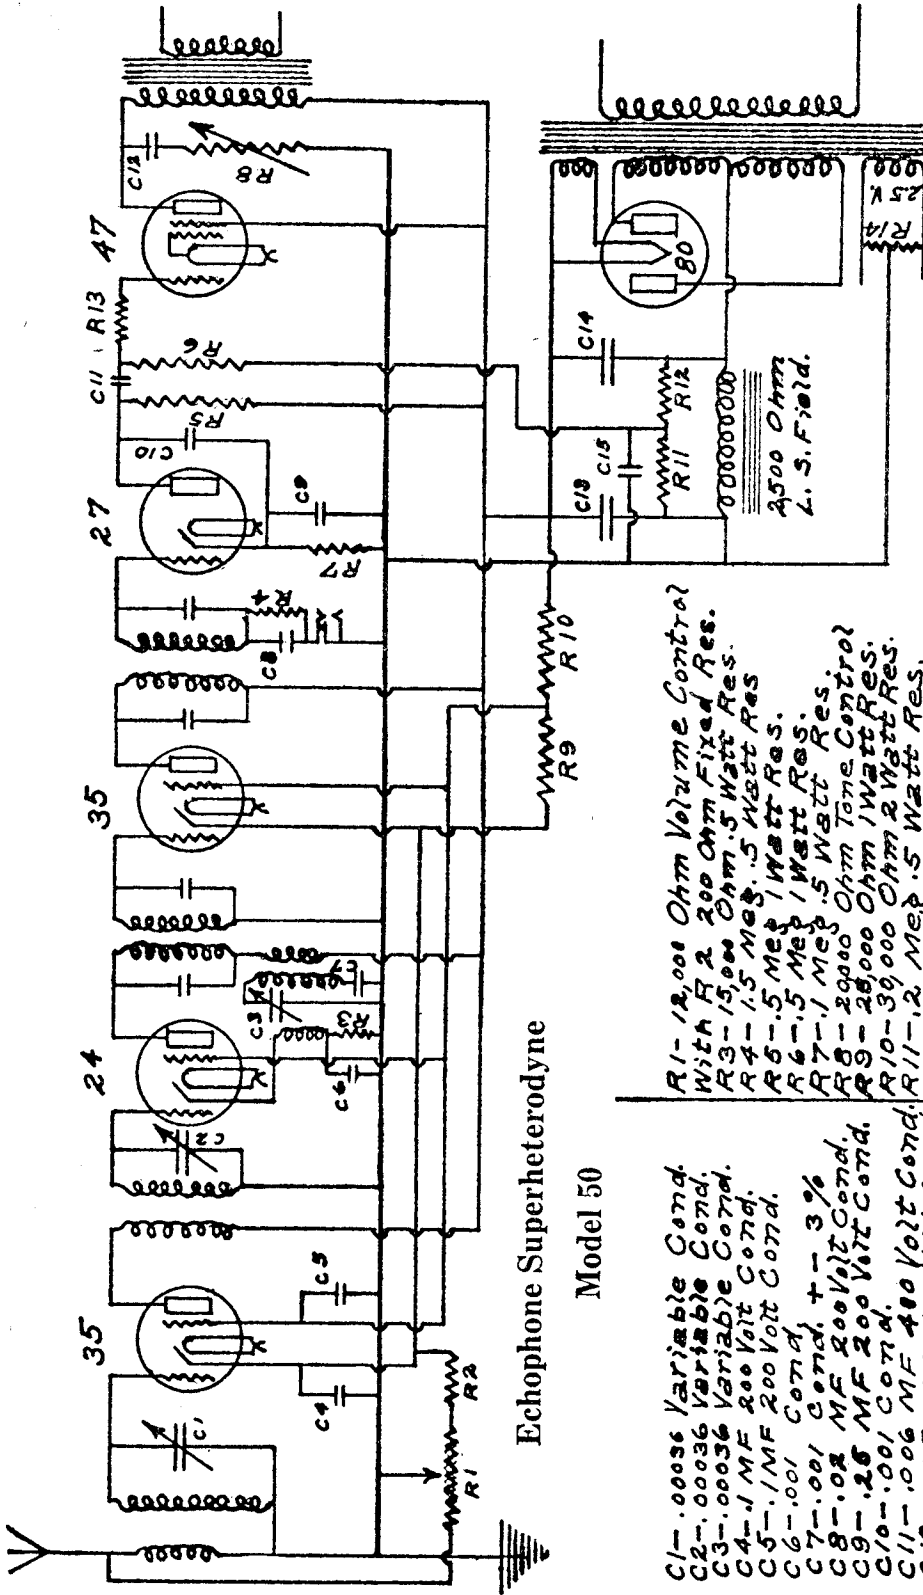 35
24
35
27
47
C1
C2
C3
C4
C5
C6
C7
C8
C9
C10
C11
C12
C13
C14
C15
R1
R2
R3
R4
R5
R6
R7
R8
R9
R10
R11
R12
R13
R14
80
2.5 V.
2,500 Ohm
L. S. Field.
Echophone Superheterodyne
Model 50
C1-.00036 Variable Cond.
C2-.00036 Variable Cond.
C3-.00036 Variable Cond.
C4-.1 MF 200 Volt Cond.
C5-.1 MF 200 Volt Cond.
C6-.001 Cond.
C7-.001 Cond. + - 3%
C8-.02 MF 200 Volt Cond.
C9-.25 MF 200 Volt Cond.
C10-.001 Cond.
C11-.006 MF 400 Volt Cond.
R1-12,000 Ohm Volume Control
With R2 200 Ohm Fixed Res.
R3-15,000 Ohm .5 Watt Res.
R4-1.5 Meg. .5 Watt Res
R5-.5 Meg 1 Watt Res.
R6-.5 Meg 1 Watt Res.
R7-.1 Meg .5 Watt Res.
R8-20,000 Ohm Tone Control
R9-28,000 Ohm 1 Watt Res.
R10-30,000 Ohm 2 Watt Res.
R11-.2 Meg .5 Watt Res.